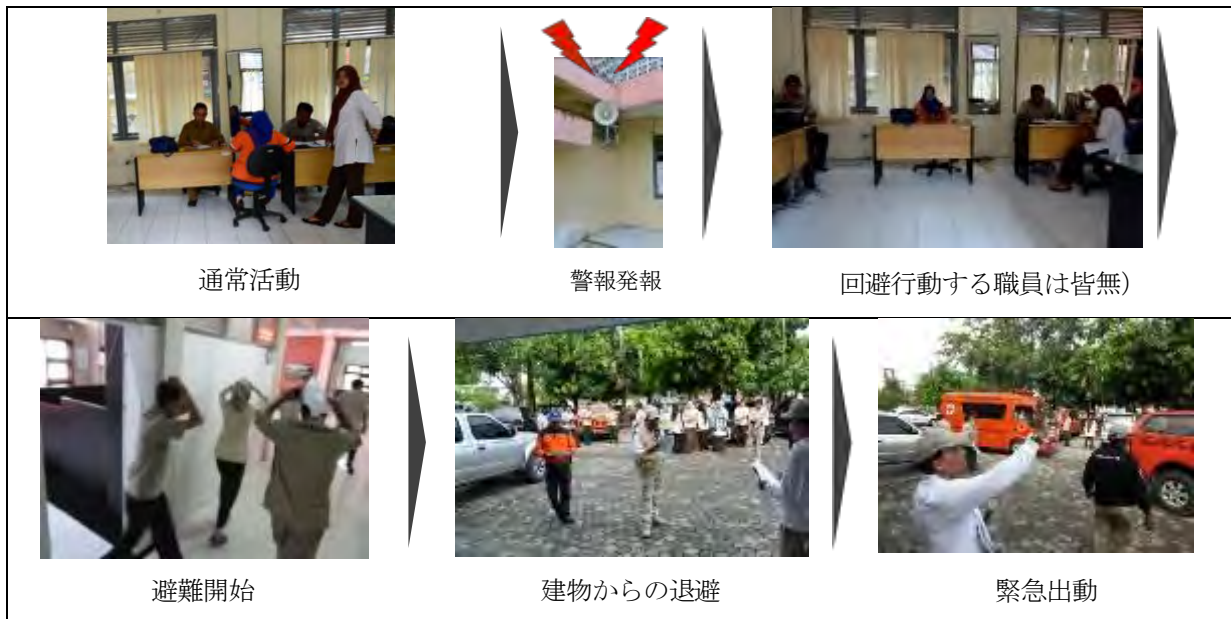 通常活動
警報発報
回避行動する職員は皆無）
避難開始
建物からの退避
緊急出動